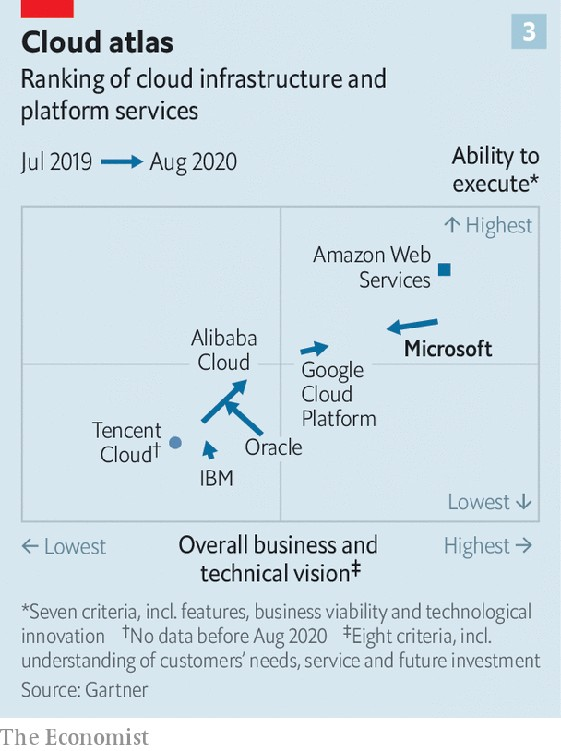 3
Cloud atlas
Ranking of cloud infrastructure and
platform services
Jul 2019 → Aug 2020
Ability to
execute*
↑ Highest
Amazon Web
Services
Microsoft
Alibaba
Cloud
Google
Cloud
Platform
Tencent
Cloud†
Oracle
IBM
Lowest ↓
← Lowest
Overall business and
technical vision‡
Highest →
*Seven criteria, incl. features, business viability and technological
innovation †No data before Aug 2020 ‡Eight criteria, incl.
understanding of customers’ needs, service and future investment
Source: Gartner
The Economist